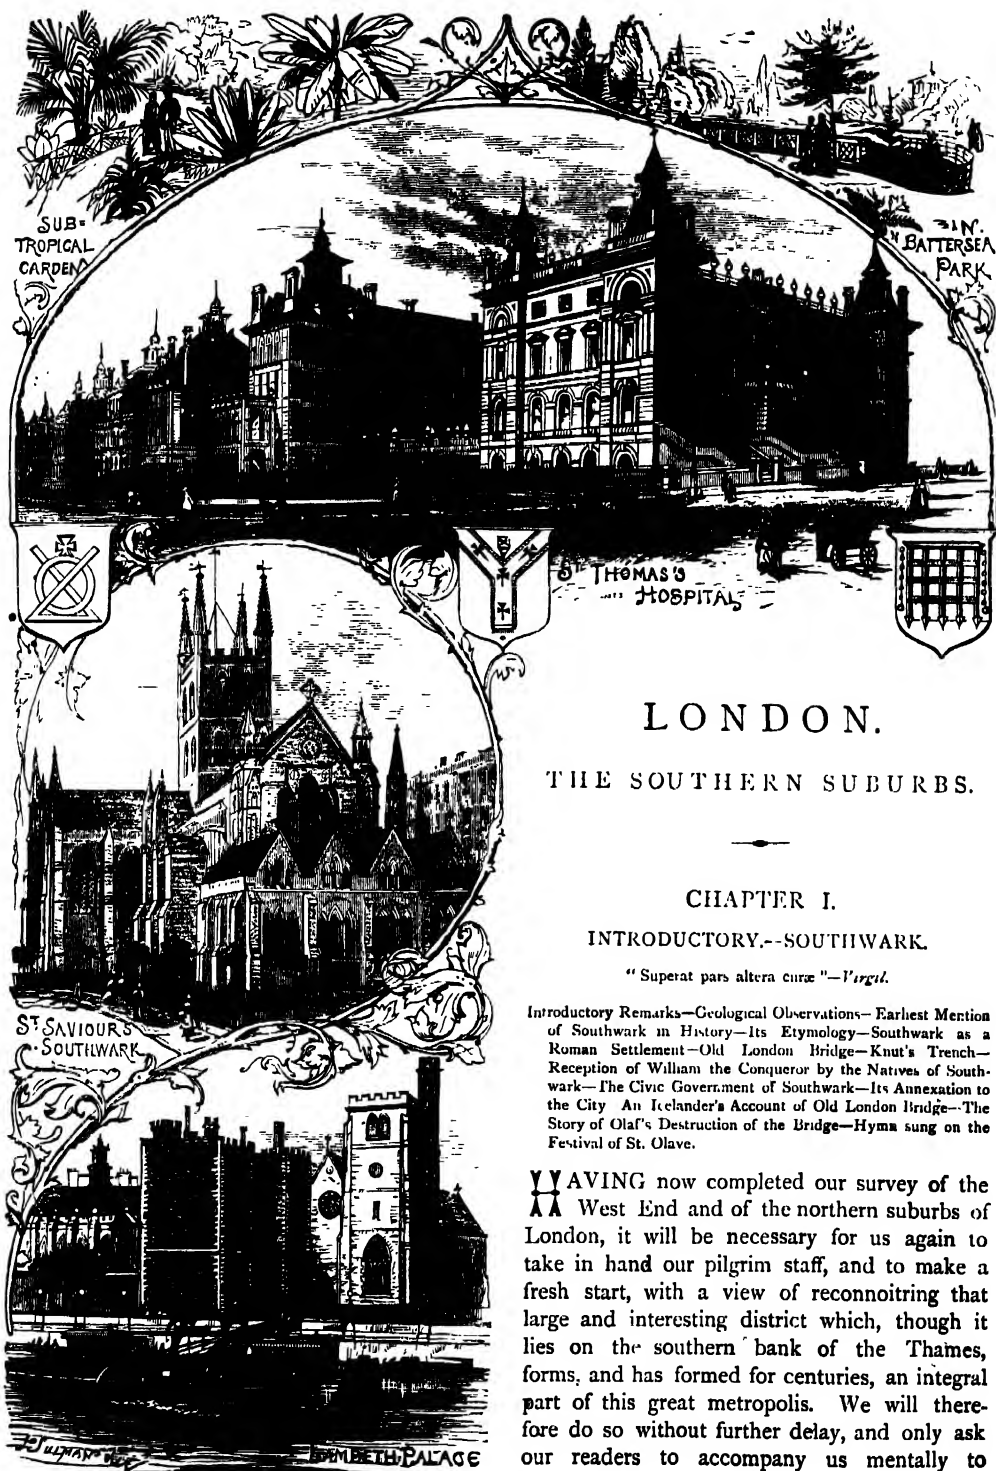 SUB-
TROPICAL
GARDENS
IN
BATTERSEA
PARK
ST THOMAS'S
HOSPITAL
LONDON.
THE SOUTHERN SUBURBS.
CHAPTER I.
INTRODUCTORY.--SOUTHWARK.
"Superat pars altera curæ"—Virgil.
Introductory Remarks—Geological Observations—Earliest Mention
of Southwark in History—Its Etymology—Southwark as a
Roman Settlement—Old London Bridge—Knut's Trench—
Reception of William the Conqueror by the Natives of South-
wark—The Civic Government of Southwark—Its Annexation to
the City An Icelander's Account of Old London Bridge—The
Story of Olaf's Destruction of the Bridge—Hymn sung on the
Festival of St. Olave.
HAVING now completed our survey of the
West End and of the northern suburbs of
London, it will be necessary for us again to
take in hand our pilgrim staff, and to make a
fresh start, with a view of reconnoitring that
large and interesting district which, though it
lies on the southern bank of the Thames,
forms, and has formed for centuries, an integral
part of this great metropolis. We will there-
fore do so without further delay, and only ask
our readers to accompany us mentally to
ST SAVIOUR'S
SOUTHWARK
LAMBETH PALACE